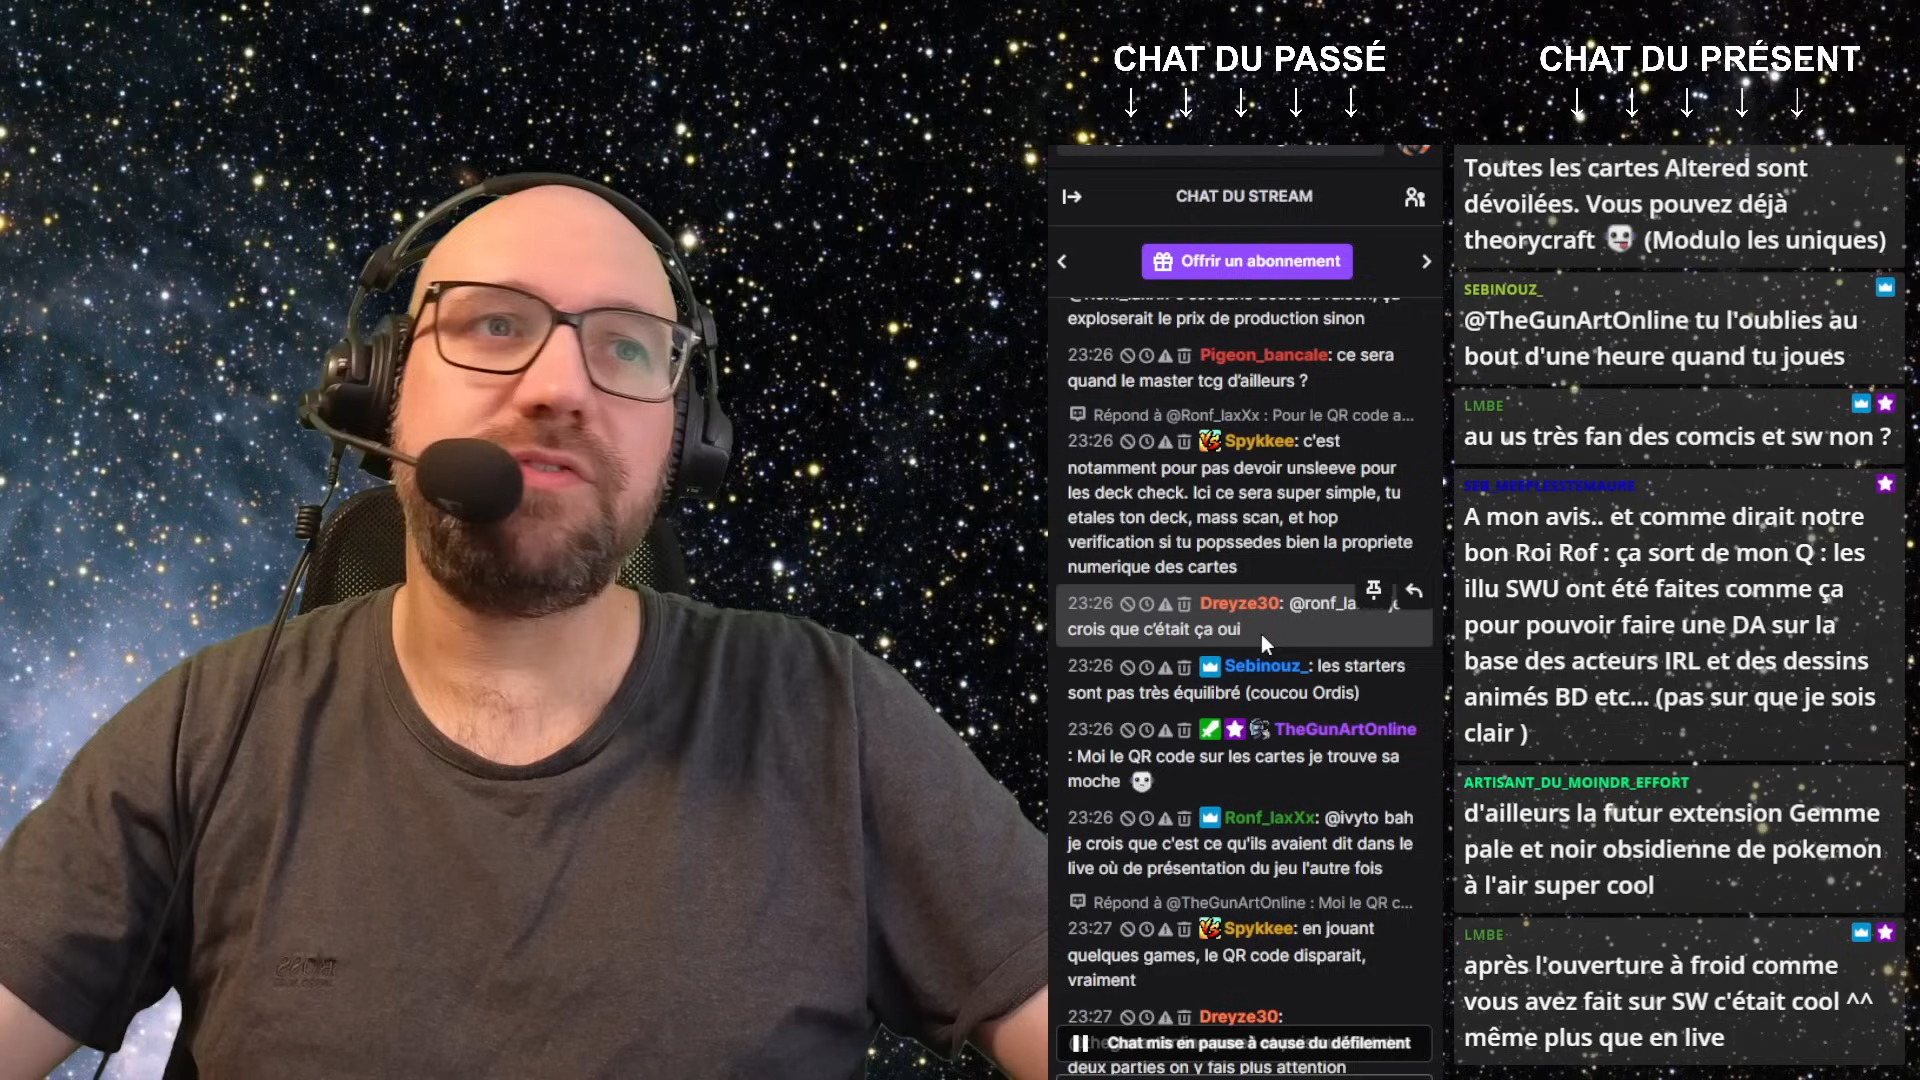 CHAT DU PASSÉ
↓ ↓ ↓ ↓ ↓
CHAT DU STREAM
Offrir un abonnement
exploserait le prix de production sinon
23:26 Pigeon_bancale: ce sera
quand le master tcg d'ailleurs ?
Répond à @Ronf_laxXx : Pour le QR code a...
23:26 Spykkee: c'est
notamment pour pas devoir unsleeve pour
les deck check. Ici ce sera super simple, tu
etales ton deck, mass scan, et hop
verification si tu popssedes bien la propriete
numerique des cartes
23:26 Dreyze30: @ronf_la
crois que c'était ça oui
23:26 Sebinouz_: les starters
sont pas très équilibré (coucou Ordis)
23:26 TheGunArtOnline
: Moi le QR code sur les cartes je trouve sa
moche
23:26 Ronf_laxXx: @ivyto bah
je crois que c'est ce qu'ils avaient dit dans le
live où de présentation du jeu l'autre fois
Répond à @TheGunArtOnline : Moi le QR c...
23:27 Spykkee: en jouant
quelques games, le QR code disparait,
vraiment
23:27 Dreyze30:
Chat mis en pause à cause du défilement
deux parties on y fais plus attention
CHAT DU PRÉSENT
↓ ↓ ↓ ↓ ↓
Toutes les cartes Altered sont
dévoilées. Vous pouvez déjà
theorycraft (Modulo les uniques)
SEBINOUZ_
@TheGunArtOnline tu l'oublies au
bout d'une heure quand tu joues
LMBE
au us très fan des comcis et sw non ?
SEB_MEEPLESSTEMAURE
A mon avis.. et comme dirait notre
bon Roi Rof : ça sort de mon Q : les
illu SWU ont été faites comme ça
pour pouvoir faire une DA sur la
base des acteurs IRL et des dessins
animés BD etc... (pas sur que je sois
clair )
ARTISANT_DU_MOINDR_EFFORT
d'ailleurs la futur extension Gemme
pale et noir obsidienne de pokemon
à l'air super cool
LMBE
après l'ouverture à froid comme
vous avez fait sur SW c'était cool ^^
même plus que en live